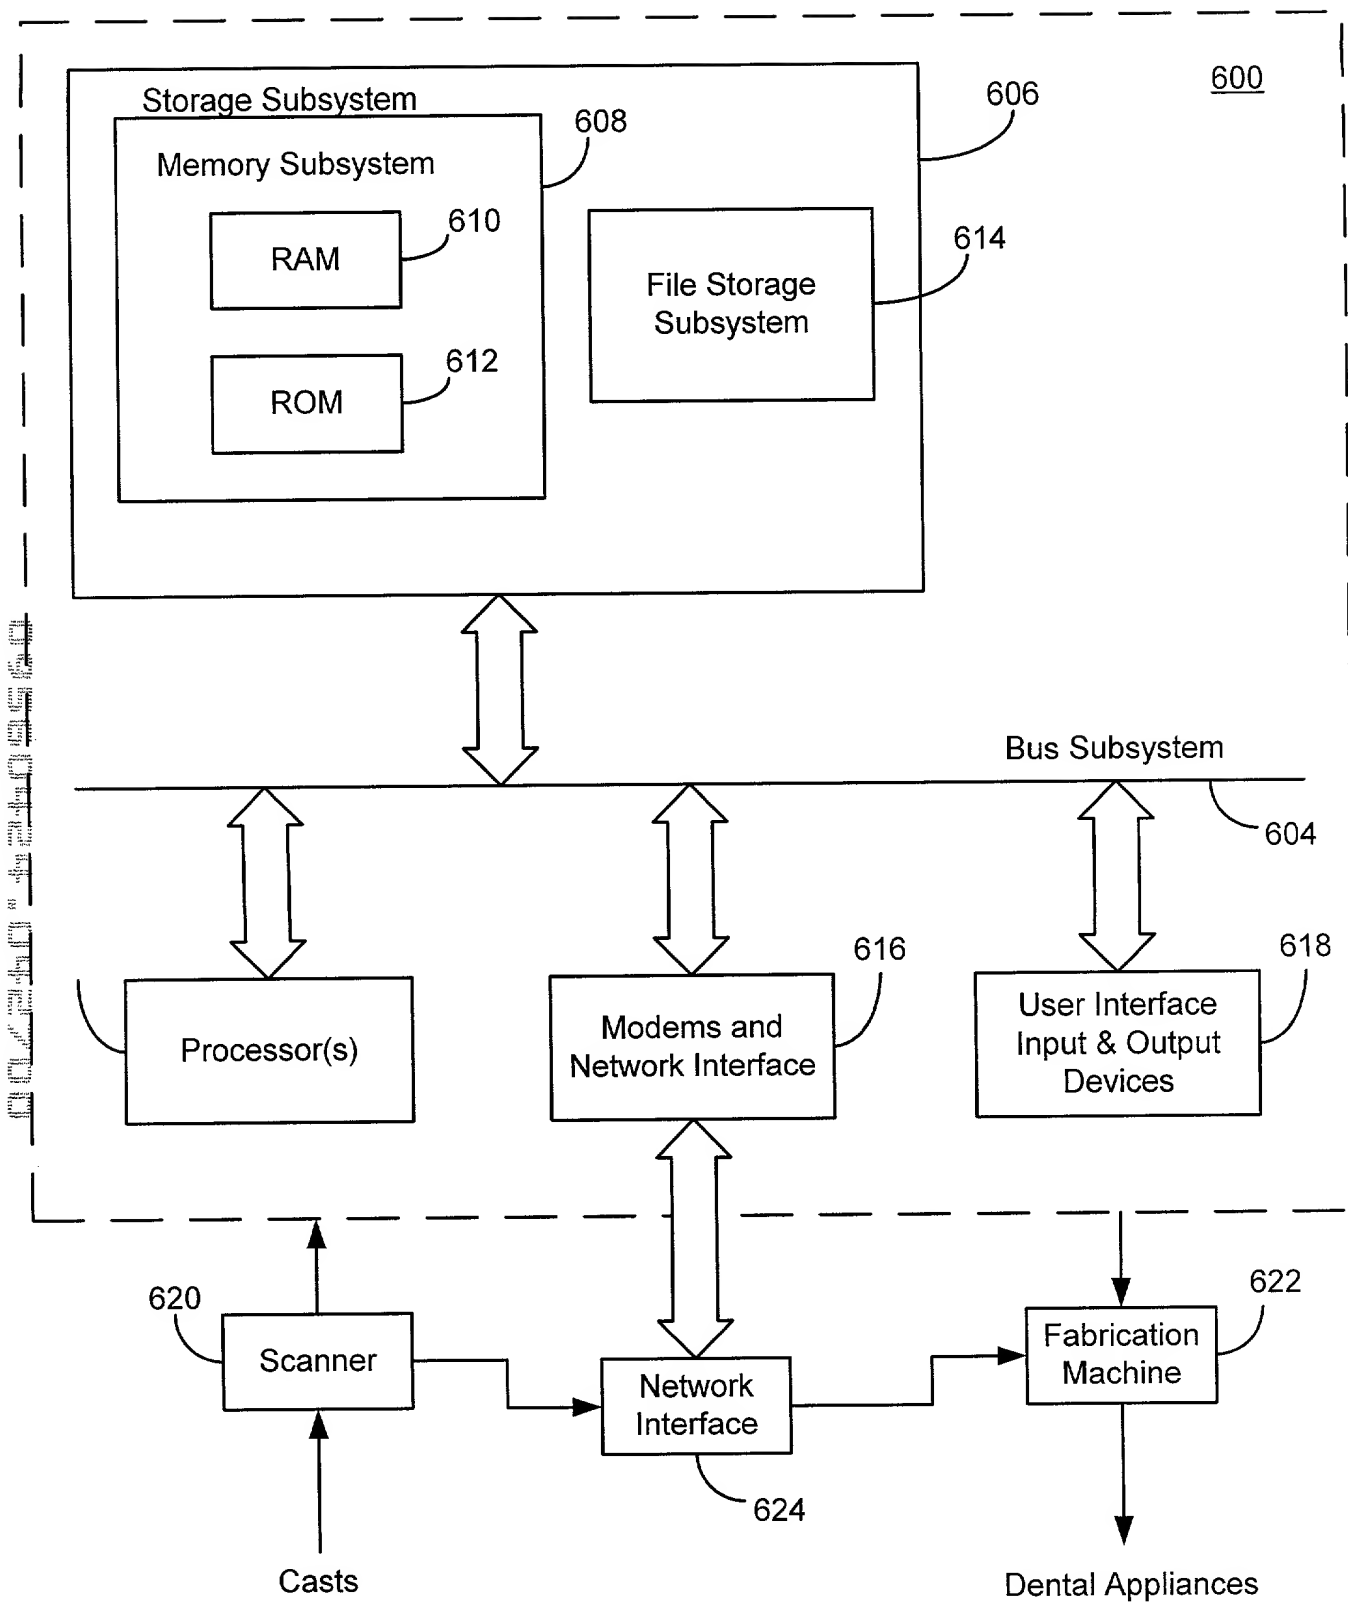 600
Storage Subsystem
606
608
Memory Subsystem
610
RAM
614
File Storage
Subsystem
612
ROM
Bus Subsystem
604
616
618
Processor(s)
Modems and
Network Interface
User Interface
Input & Output
Devices
620
Scanner
622
Fabrication
Machine
Network
Interface
624
Casts
Dental Appliances